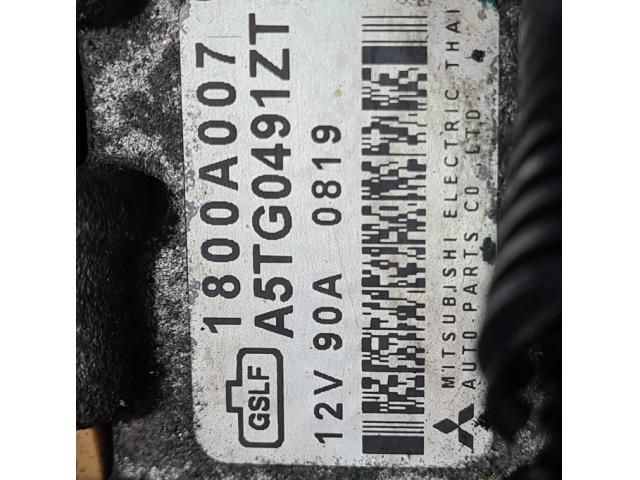 1800A007
GSLF
A5TG0491ZT
12V 90A 0819
MITSUBISHI ELECTRIC THAI
AUTO-PARTS CO LTD